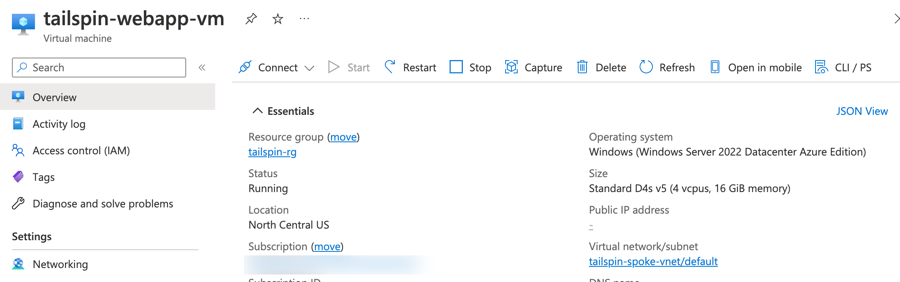 tailspin-webapp-vm
Virtual machine
Search
Overview
Activity log
Access control (IAM)
Tags
Diagnose and solve problems
Settings
Networking
Connect Start Restart Stop Capture Delete Refresh Open in mobile CLI / PS
Essentials
JSON View
Resource group (move)
tailspin-rg
Status
Running
Location
North Central US
Subscription (move)
Subscription ID
Operating system
Windows (Windows Server 2022 Datacenter Azure Edition)
Size
Standard D4s v5 (4 vcpus, 16 GiB memory)
Public IP address
-
Virtual network/subnet
tailspin-spoke-vnet/default
DNS name